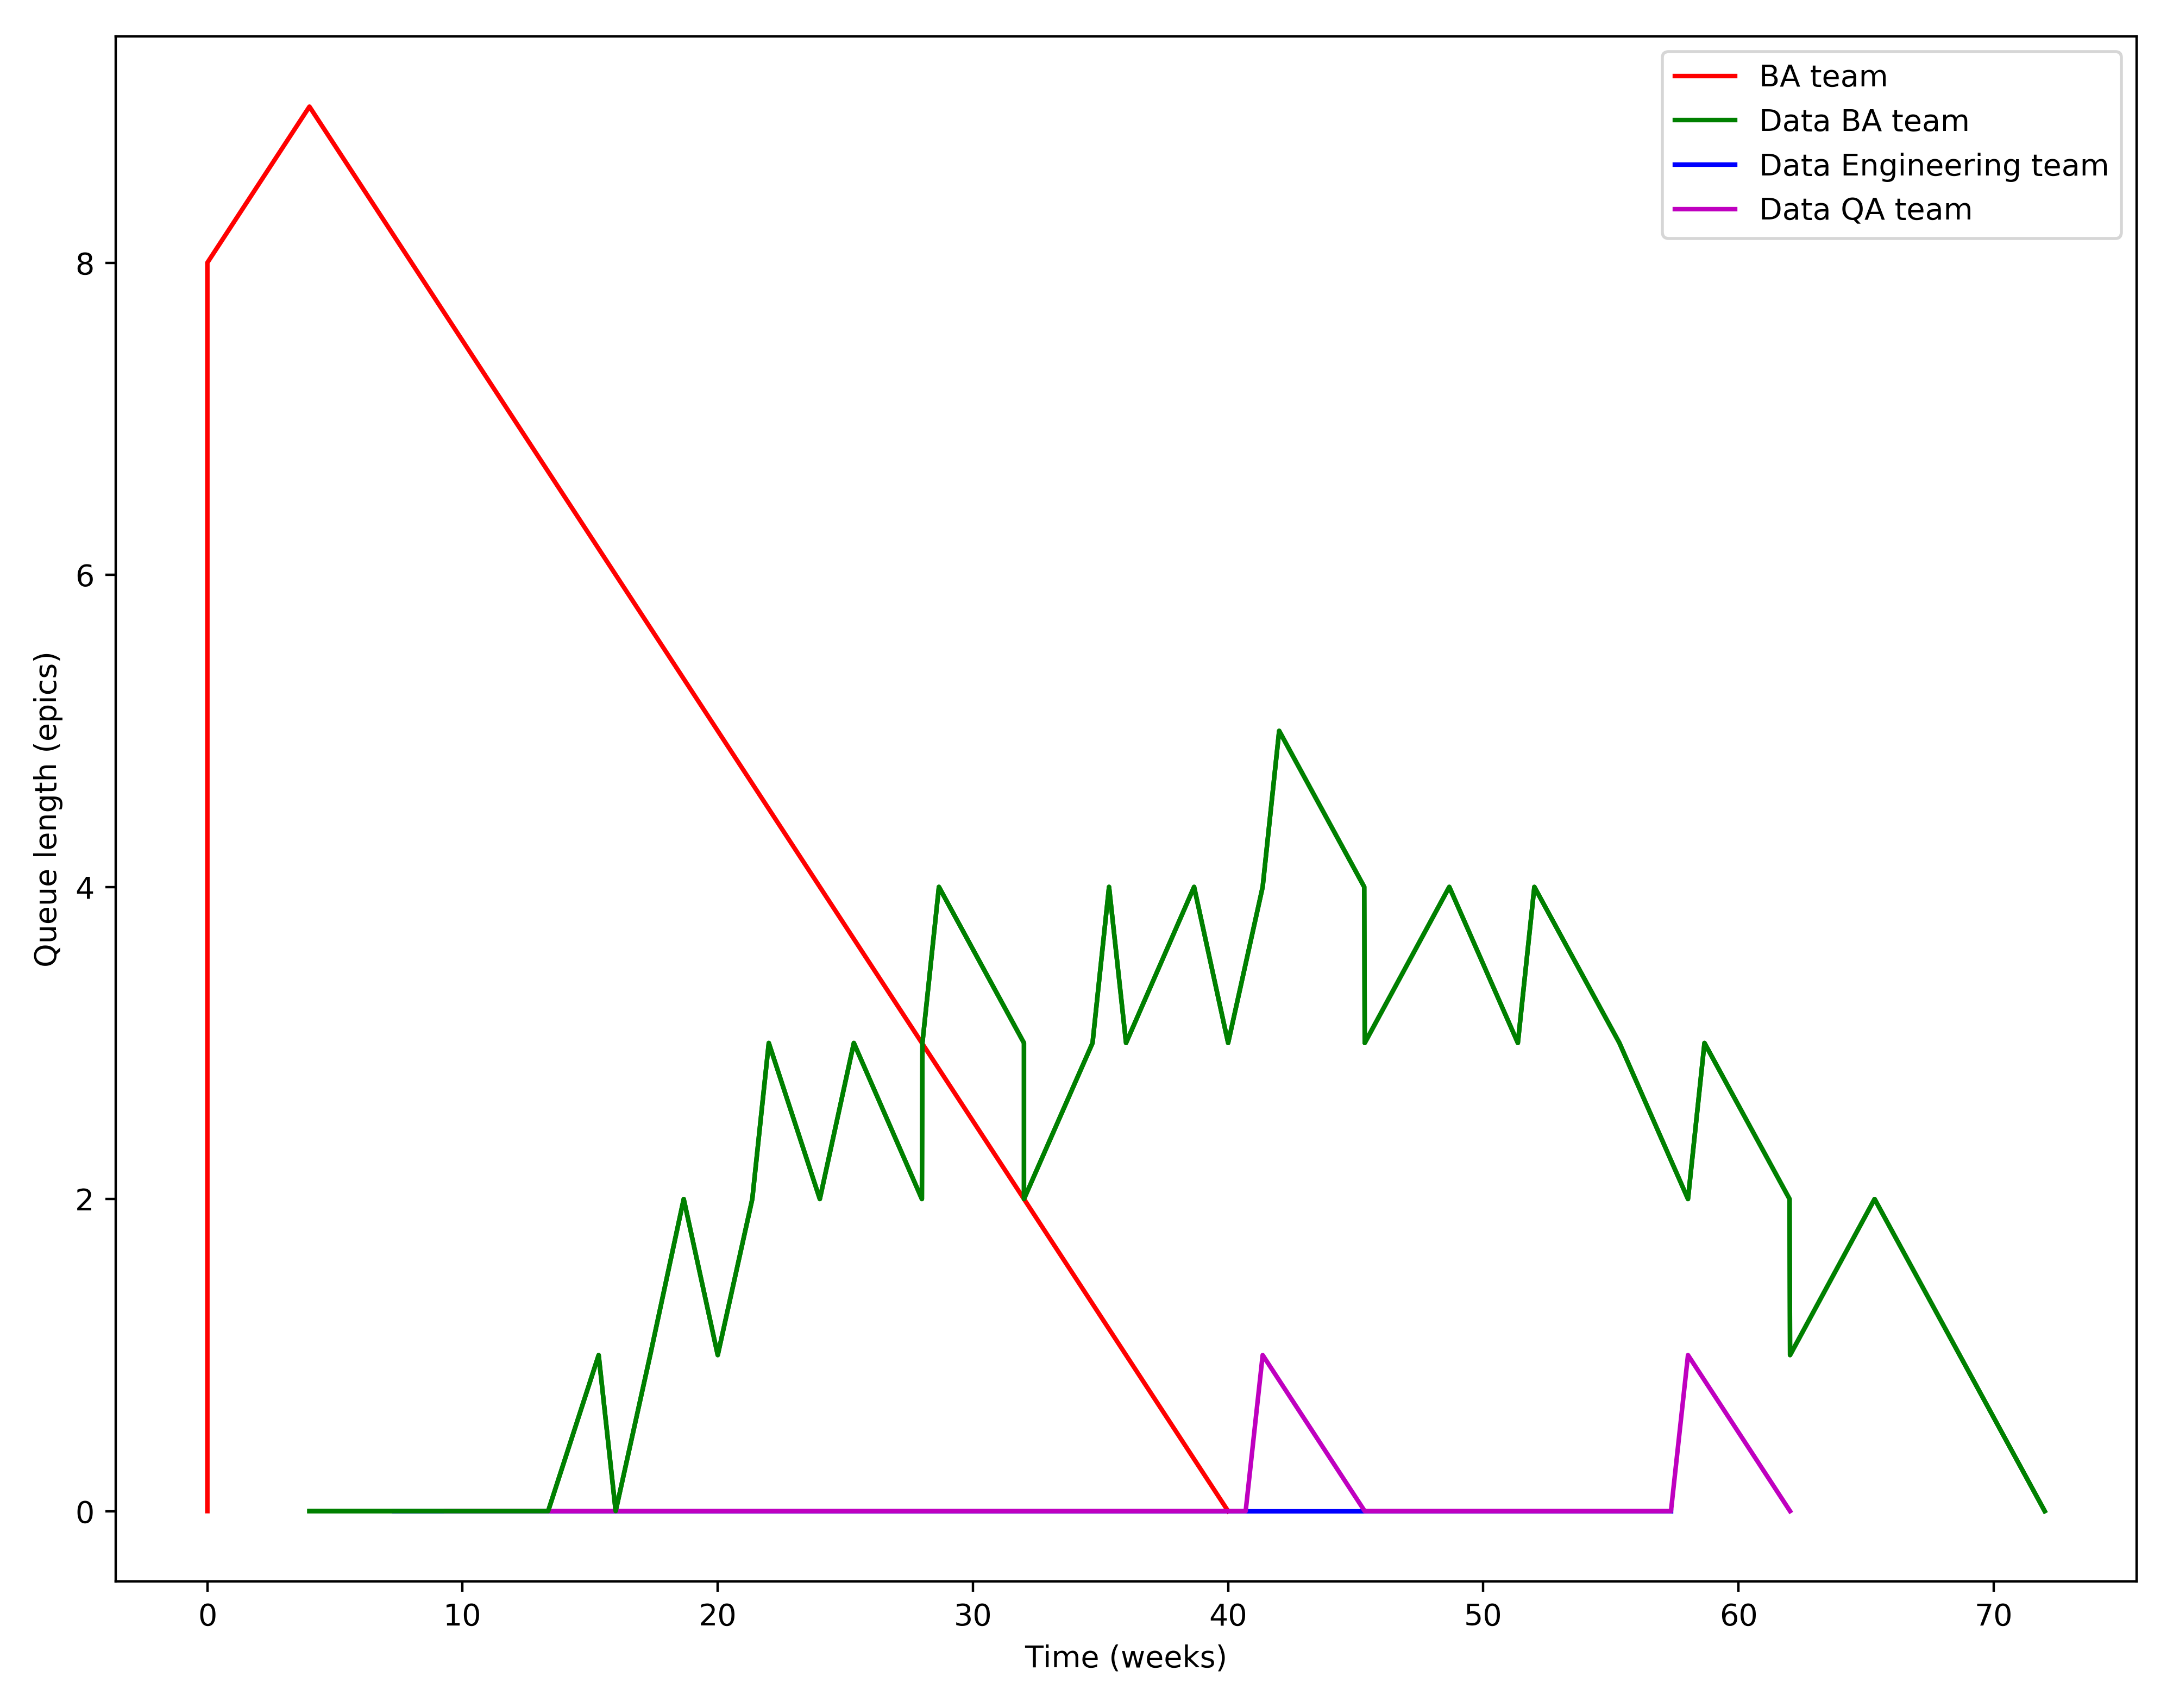 BA team
Data BA team
Data Engineering team
Data QA team
8
6
4
2
0
Queue length (epics)
0 10 20 30 40 50 60 70
Time (weeks)